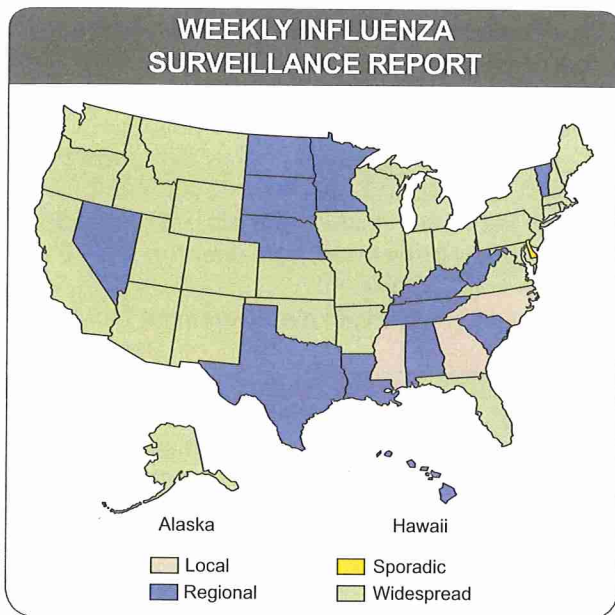 WEEKLY INFLUENZA
SURVEILLANCE REPORT
Alaska
Hawaii
Local
Sporadic
Regional
Widespread